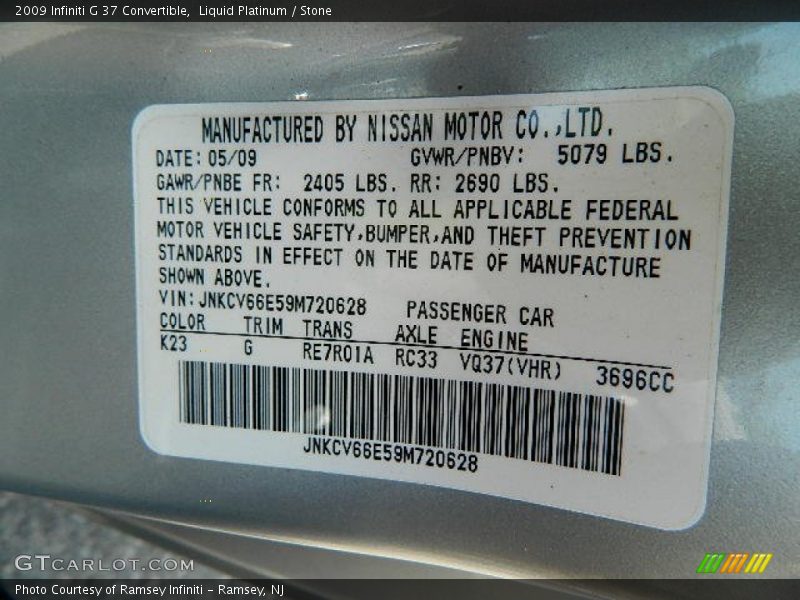 2009 Infiniti G 37 Convertible,  Liquid Platinum / Stone
MANUFACTURED BY NISSAN MOTOR CO.,LTD.
DATE: 05/09 GVWR/PNBV: 5079 LBS.
GAWR/PNBE FR: 2405 LBS. RR: 2690 LBS.
THIS VEHICLE CONFORMS TO ALL APPLICABLE FEDERAL
MOTOR VEHICLE SAFETY,BUMPER,AND THEFT PREVENTION
STANDARDS IN EFFECT ON THE DATE OF MANUFACTURE
SHOWN ABOVE.
VIN: JNKCV66E59M720628 PASSENGER CAR
COLOR TRIM TRANS AXLE ENGINE
K23 G RE7R01A RC33 VQ37(VHR) 3696CC
JNKCV66E59M720628
GTCARLOT.COM
Photo Courtesy of Ramsey Infiniti - Ramsey, NJ